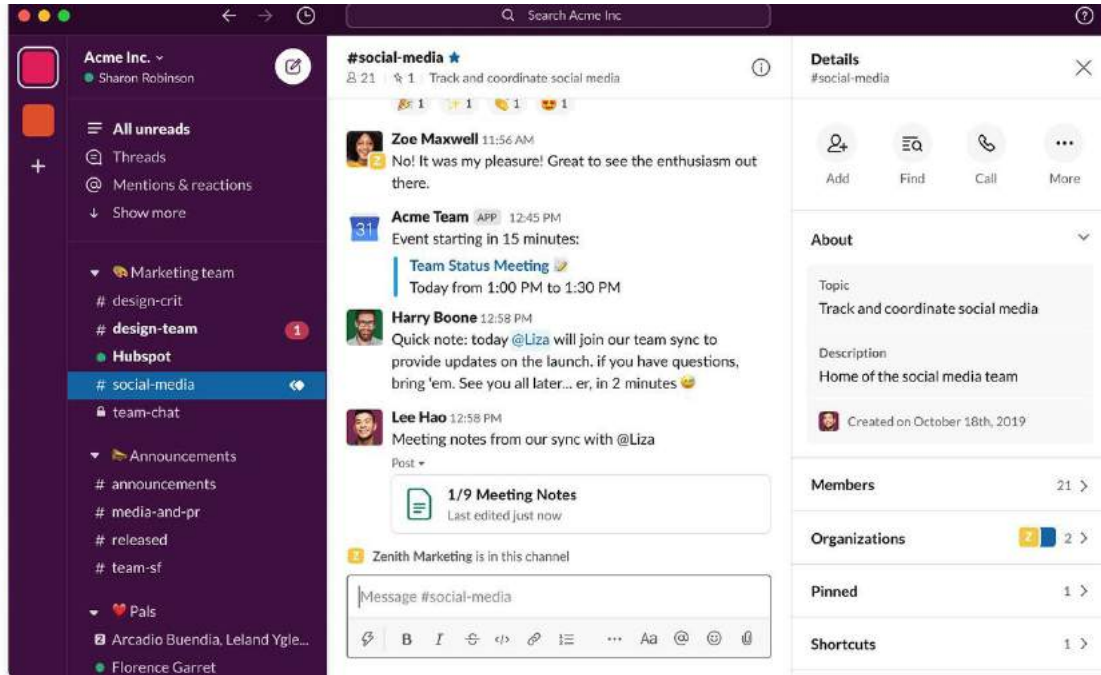 Search Acme Inc
Acme Inc.
Sharon Robinson
All unreads
Threads
Mentions & reactions
Show more
Marketing team
# design-crit
# design-team 1
Hubspot
# social-media
team-chat
Announcements
# announcements
# media-and-pr
# released
# team-sf
Pals
2 Arcadio Buendia, Leland Ygle...
Florence Garret
#social-media
21 | 1 | Track and coordinate social media
1 1 1 1
Zoe Maxwell 11:56 AM
No! It was my pleasure! Great to see the enthusiasm out
there.
Acme Team APP 12:45 PM
31
Event starting in 15 minutes:
Team Status Meeting
Today from 1:00 PM to 1:30 PM
Harry Boone 12:58 PM
Quick note: today @Liza will join our team sync to
provide updates on the launch. if you have questions,
bring 'em. See you all later... er, in 2 minutes
Lee Hao 12:58 PM
Meeting notes from our sync with @Liza
Post
1/9 Meeting Notes
Last edited just now
Z Zenith Marketing is in this channel
Message #social-media
B I S </> ... Aa @
Details
#social-media
Add Find Call More
About
Topic
Track and coordinate social media
Description
Home of the social media team
Created on October 18th, 2019
Members 21
Organizations Z 2
Pinned 1
Shortcuts 1